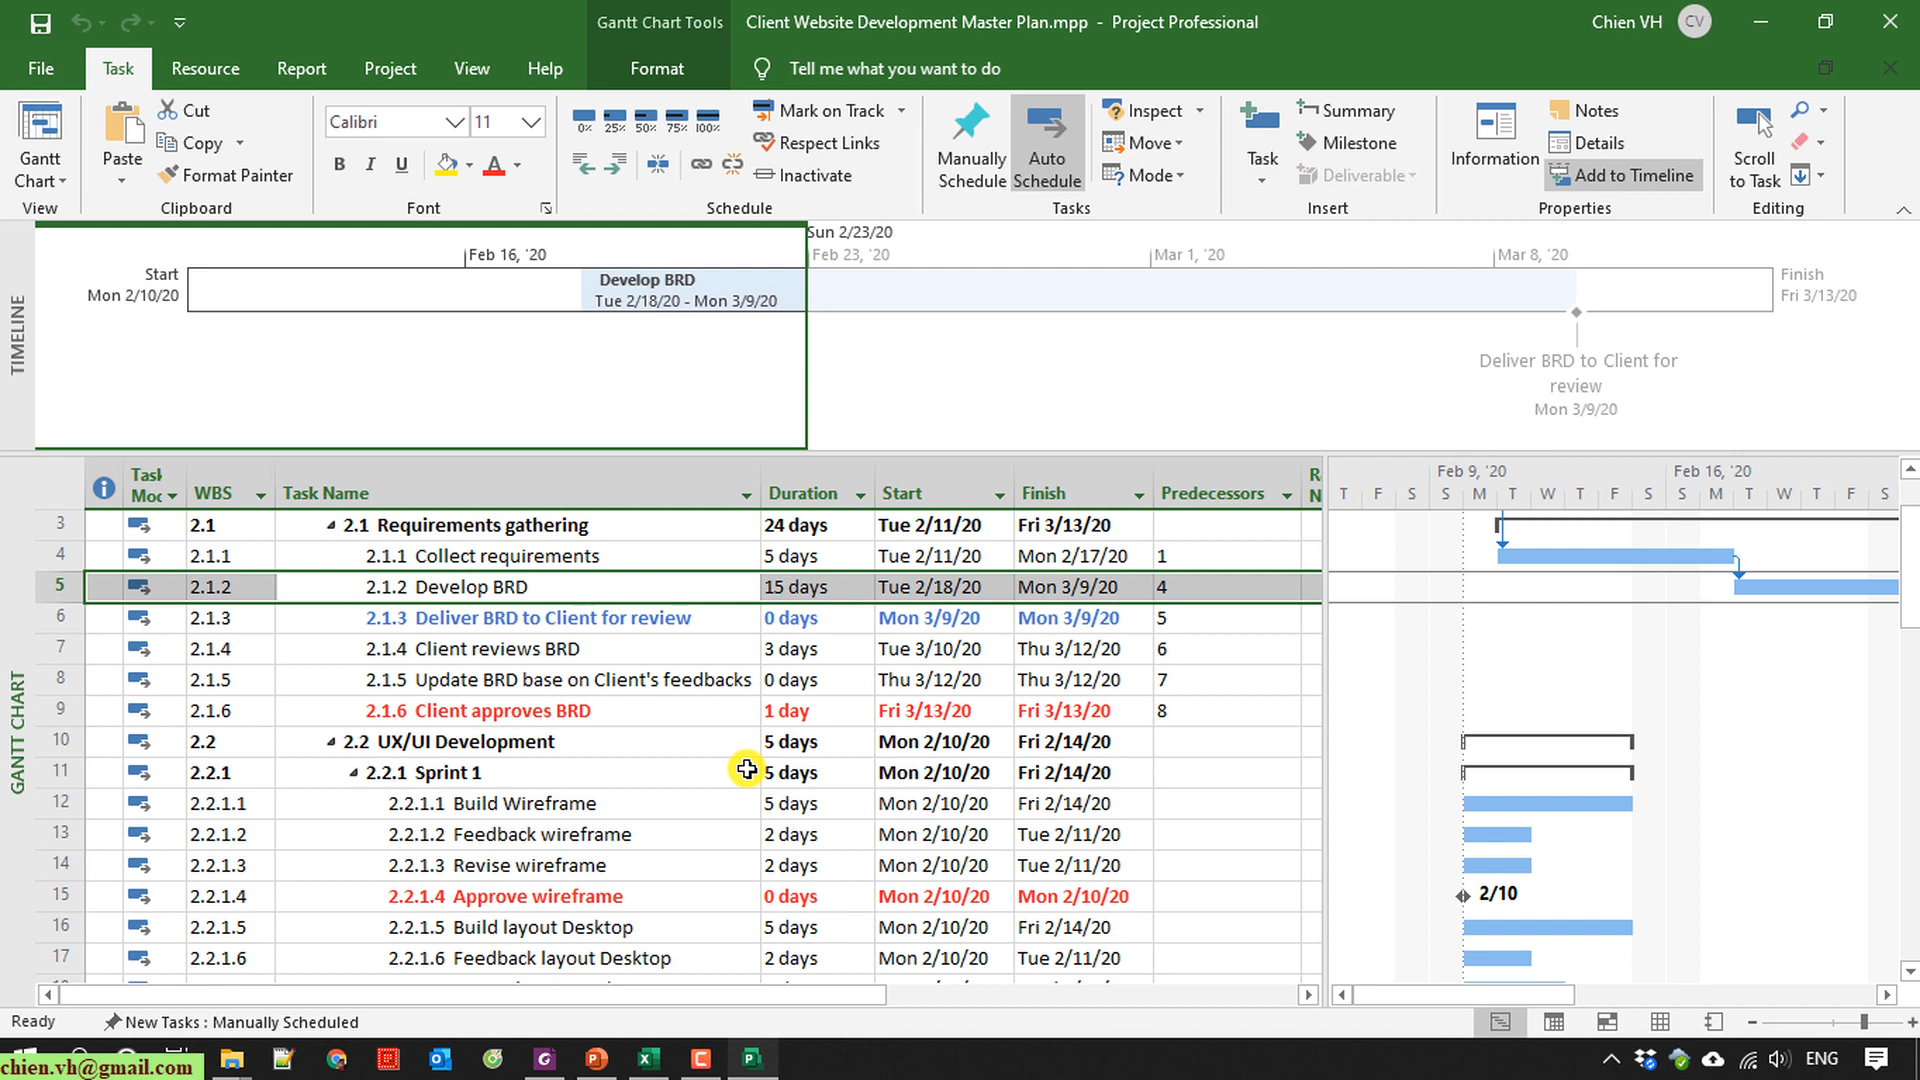 Gantt Chart Tools
Client Website Development Master Plan.mpp - Project Professional
Chien VH
CV
File Task Resource Report Project View Help Format Tell me what you want to do
Gantt Chart
View
Paste
Cut
Copy
Format Painter
Clipboard
Calibri 11
B I U A
Font
0% 25% 50% 75% 100%
Mark on Track
Respect Links
Inactivate
Schedule
Manually Schedule
Auto Schedule
Inspect
Move
Mode
Tasks
Task
Summary
Milestone
Deliverable
Insert
Information
Notes
Details
Add to Timeline
Properties
Scroll to Task
Editing
TIMELINE
Sun 2/23/20
Feb 16, '20 Feb 23, '20 Mar 1, '20 Mar 8, '20
Start
Mon 2/10/20
Develop BRD
Tue 2/18/20 - Mon 3/9/20
Finish
Fri 3/13/20
Deliver BRD to Client for
review
Mon 3/9/20
GANTT CHART
Task Moc WBS Task Name Duration Start Finish Predecessors R N
Feb 9, '20 Feb 16, '20
T F S S M T W T F S S M T W T F S
3 2.1 2.1 Requirements gathering 24 days Tue 2/11/20 Fri 3/13/20
4 2.1.1 2.1.1 Collect requirements 5 days Tue 2/11/20 Mon 2/17/20 1
5 2.1.2 2.1.2 Develop BRD 15 days Tue 2/18/20 Mon 3/9/20 4
6 2.1.3 2.1.3 Deliver BRD to Client for review 0 days Mon 3/9/20 Mon 3/9/20 5
7 2.1.4 2.1.4 Client reviews BRD 3 days Tue 3/10/20 Thu 3/12/20 6
8 2.1.5 2.1.5 Update BRD base on Client's feedbacks 0 days Thu 3/12/20 Thu 3/12/20 7
9 2.1.6 2.1.6 Client approves BRD 1 day Fri 3/13/20 Fri 3/13/20 8
10 2.2 2.2 UX/UI Development 5 days Mon 2/10/20 Fri 2/14/20
11 2.2.1 2.2.1 Sprint 1 5 days Mon 2/10/20 Fri 2/14/20
12 2.2.1.1 2.2.1.1 Build Wireframe 5 days Mon 2/10/20 Fri 2/14/20
13 2.2.1.2 2.2.1.2 Feedback wireframe 2 days Mon 2/10/20 Tue 2/11/20
14 2.2.1.3 2.2.1.3 Revise wireframe 2 days Mon 2/10/20 Tue 2/11/20
15 2.2.1.4 2.2.1.4 Approve wireframe 0 days Mon 2/10/20 Mon 2/10/20 2/10
16 2.2.1.5 2.2.1.5 Build layout Desktop 5 days Mon 2/10/20 Fri 2/14/20
17 2.2.1.6 2.2.1.6 Feedback layout Desktop 2 days Mon 2/10/20 Tue 2/11/20
Ready New Tasks : Manually Scheduled
chien.vh@gmail.com
ENG